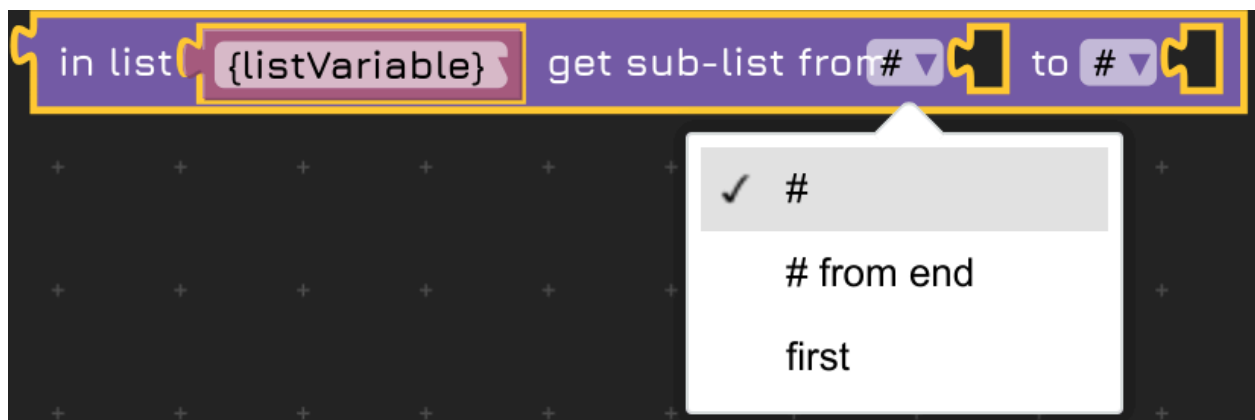 in list {listVariable} get sub-list from # ▼ to # ▼
✓ #
# from end
first